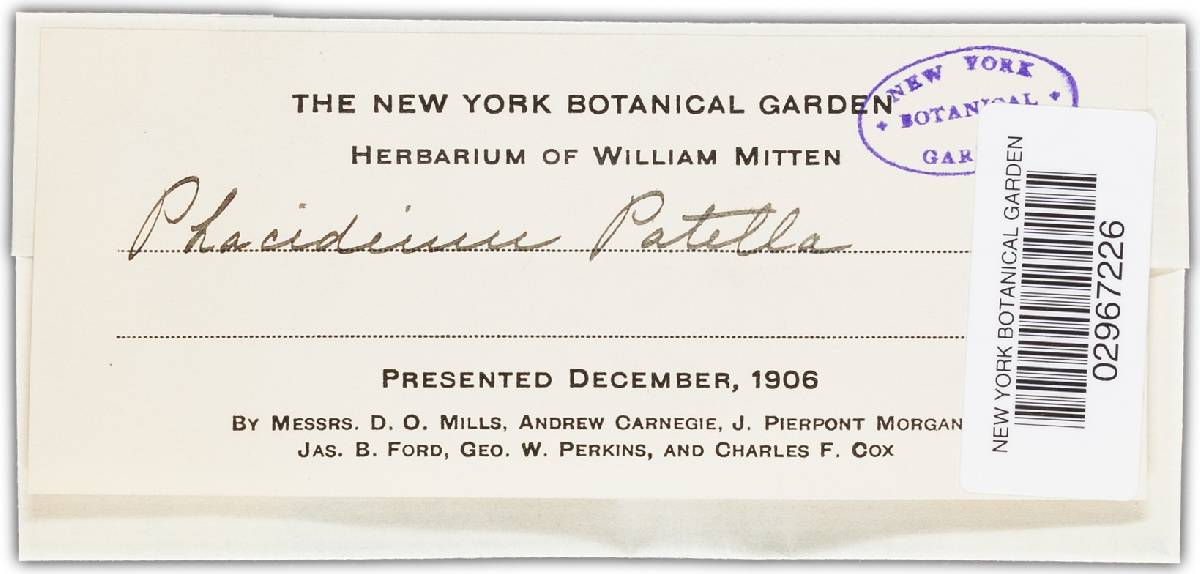 THE NEW YORK BOTANICAL GARDEN
HERBARIUM OF WILLIAM MITTEN
Phacidium Patella
PRESENTED DECEMBER, 1906
BY MESSRS. D. O. MILLS, ANDREW CARNEGIE, J. PIERPONT MORGAN
JAS. B. FORD, GEO. W. PERKINS, AND CHARLES F. COX
NEW YORK
BOTANICAL
GAR
NEW YORK BOTANICAL GARDEN
02967226